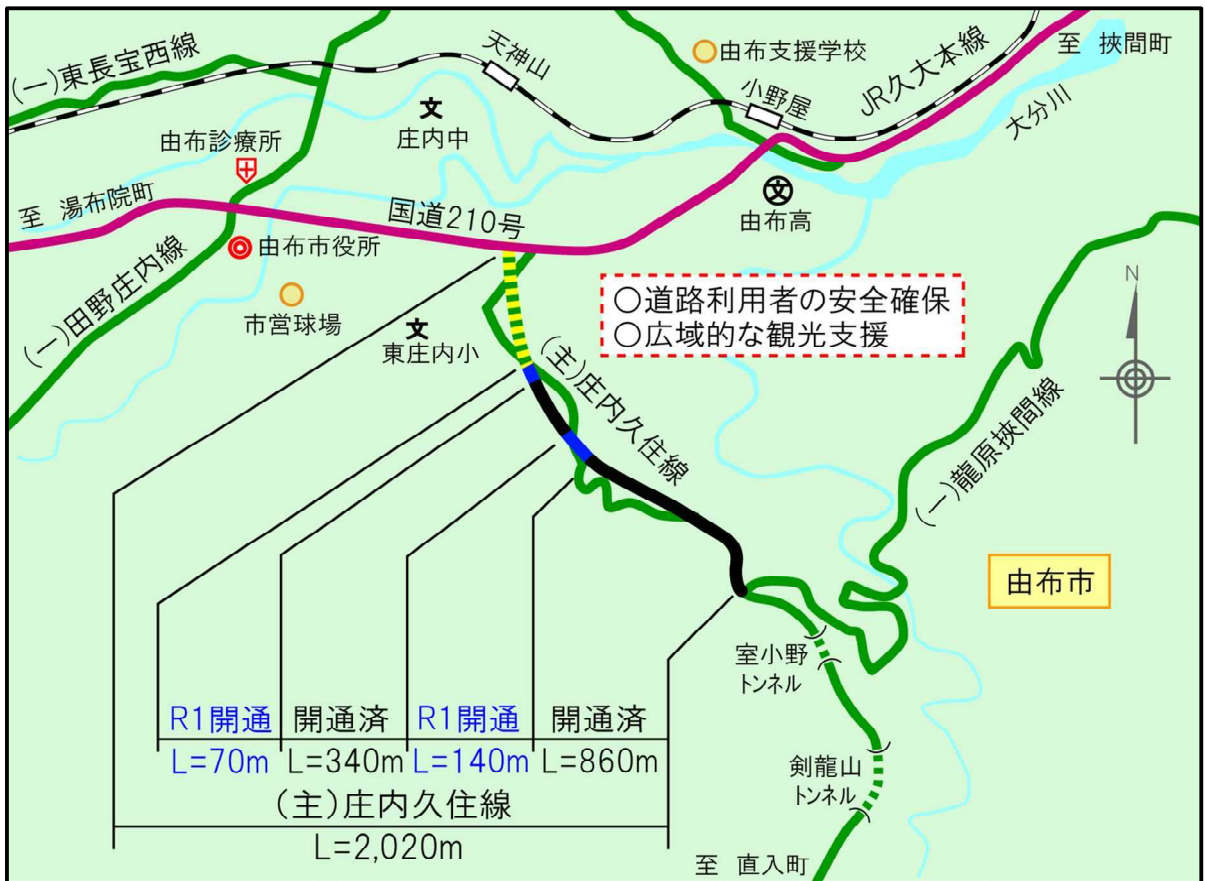 (一)東長宝西線
天神山
由布支援学校
至 挾間町
JR久大本線
小野屋
大分川
由布診療所
文
庄内中
至 湯布院町
国道210号
文
由布高
由布市役所
(一)田野庄内線
市営球場
文
東庄内小
○道路利用者の安全確保
○広域的な観光支援
N
(主)庄内久住線
(一)龍原挾間線
由布市
室小野
トンネル
剣龍山
トンネル
至 直入町
R1開通 開通済 R1開通 開通済
L=70m L=340m L=140m L=860m
(主)庄内久住線
L=2,020m